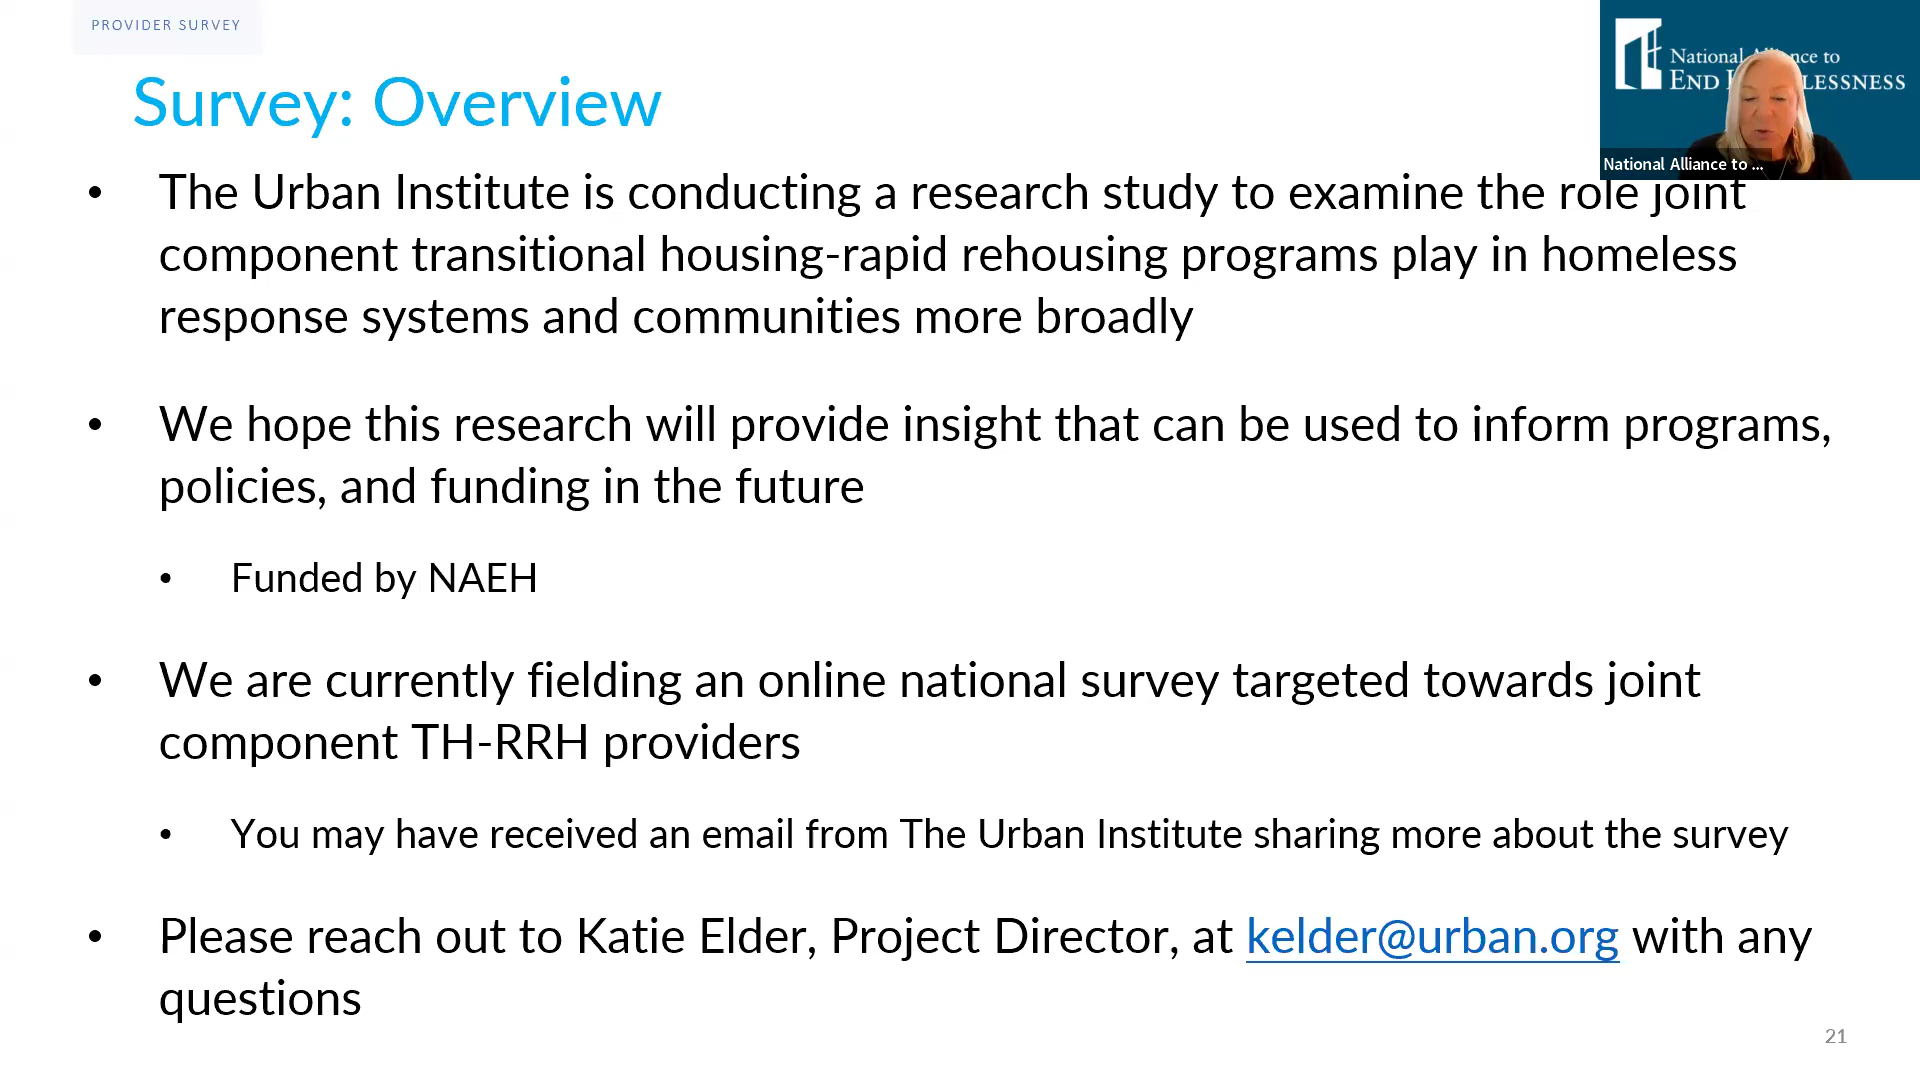 PROVIDER SURVEY
Survey: Overview
National Alliance to
END LESSNESS
National Alliance to ...
• The Urban Institute is conducting a research study to examine the role joint
component transitional housing-rapid rehousing programs play in homeless
response systems and communities more broadly
• We hope this research will provide insight that can be used to inform programs,
policies, and funding in the future
• Funded by NAEH
• We are currently fielding an online national survey targeted towards joint
component TH-RRH providers
• You may have received an email from The Urban Institute sharing more about the survey
• Please reach out to Katie Elder, Project Director, at kelder@urban.org with any
questions
21